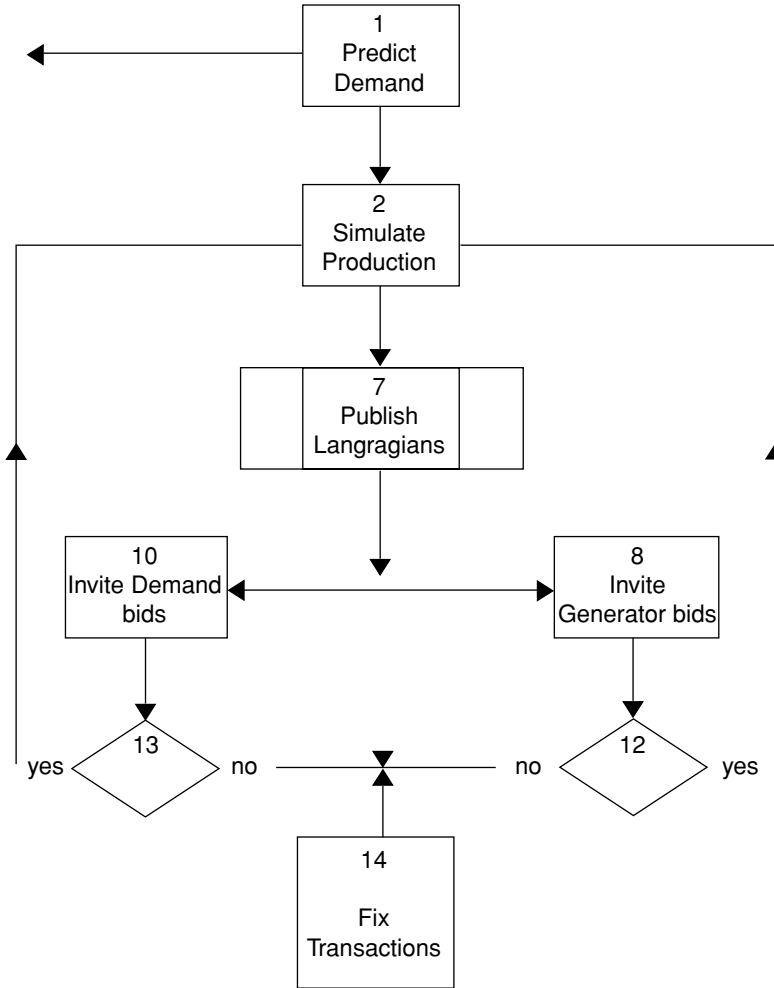 1
Predict
Demand
2
Simulate
Production
7
Publish
Langragians
10
Invite Demand
bids
8
Invite
Generator bids
yes
13
no
no
12
yes
14
Fix
Transactions